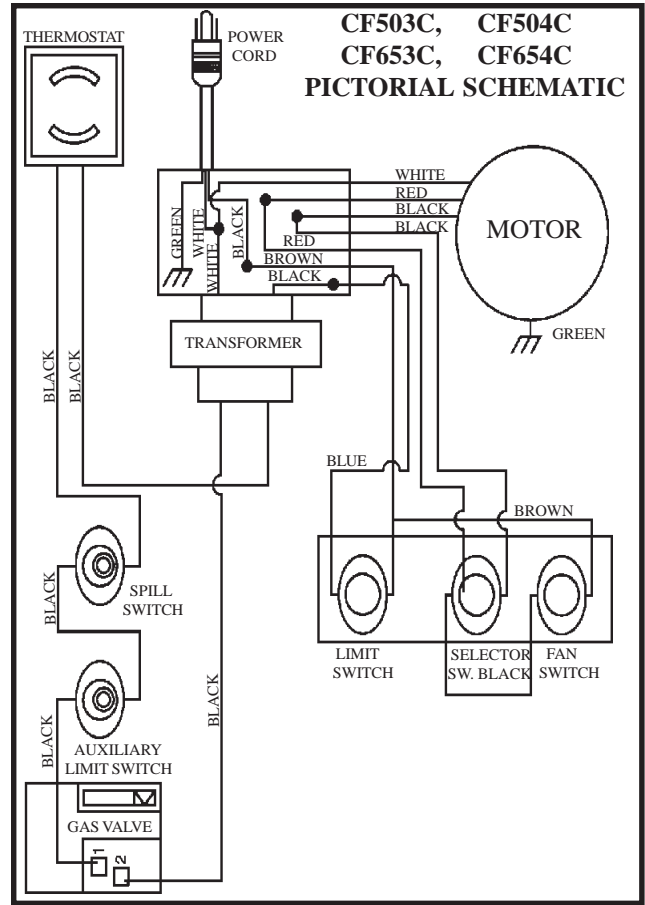 CF503C, CF504C
CF653C, CF654C
PICTORIAL SCHEMATIC
THERMOSTAT
POWER
CORD
WHITE
RED
BLACK
BLACK
MOTOR
GREEN
GREEN
WHITE
WHITE
BLACK
RED
BROWN
BLACK
TRANSFORMER
BLACK
BLACK
BLUE
BROWN
SPILL
SWITCH
BLACK
LIMIT
SWITCH
SELECTOR
SW. BLACK
FAN
SWITCH
BLACK
BLACK
AUXILIARY
LIMIT SWITCH
GAS VALVE
1
2